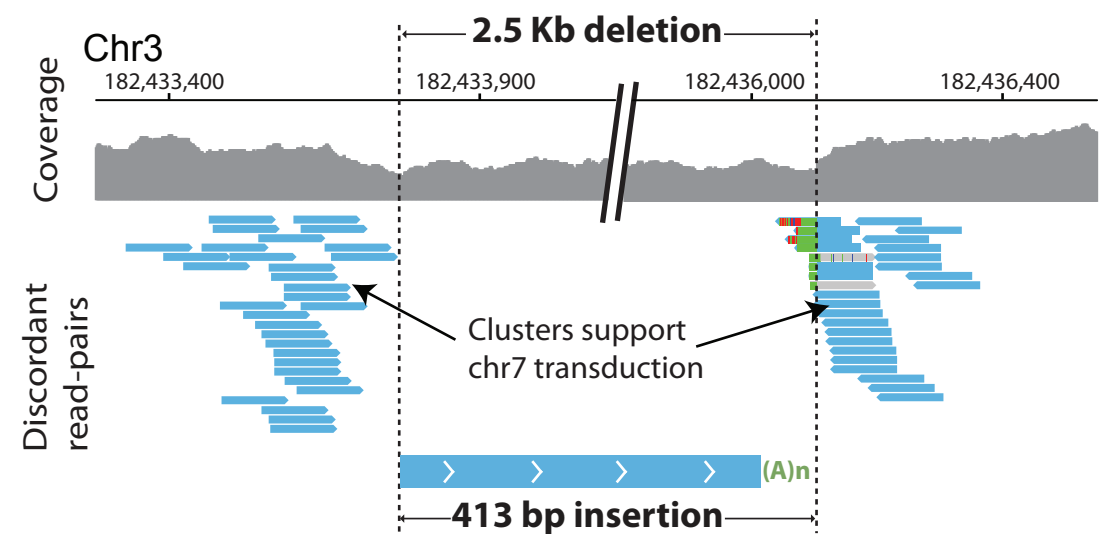 2.5 Kb deletion
Chr3
182,433,400 182,433,900 182,436,000 182,436,400
Coverage
Discordant
read-pairs
Clusters support
chr7 transduction
(A)n
413 bp insertion